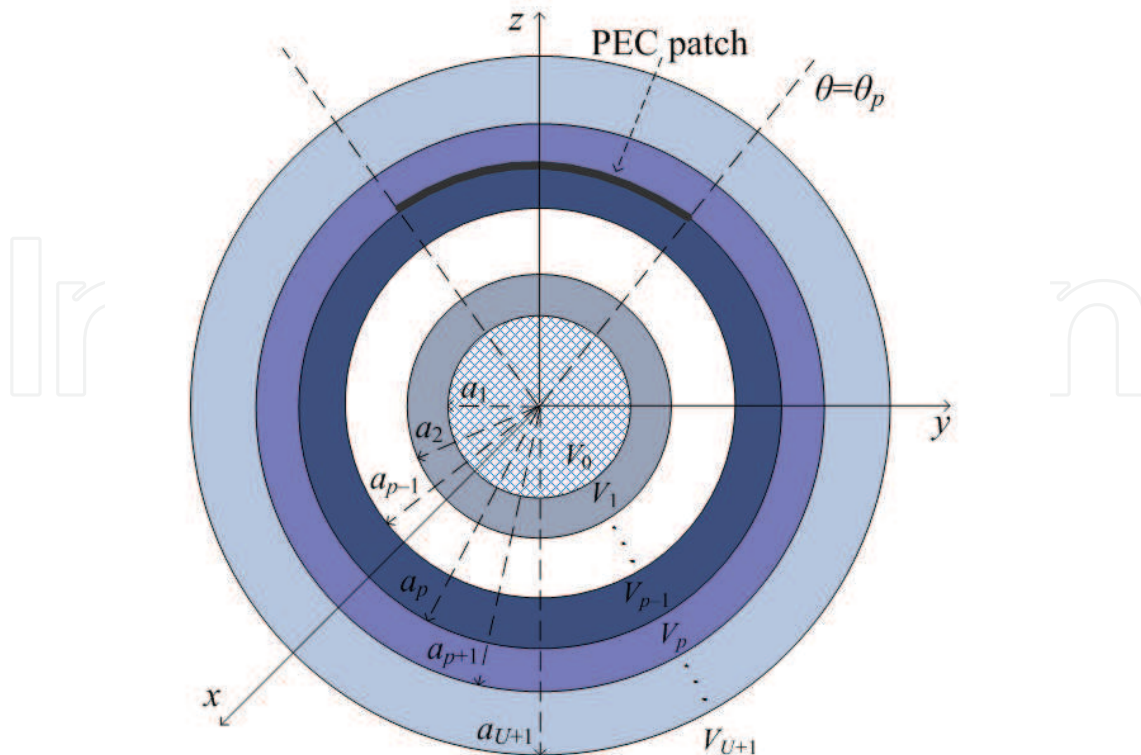 z
PEC patch
θ=θp
In
n
a1
y
a2
V0
ap−1
V1
Vp−1
ap
Vp
ap+1
x
aU+1
VU+1